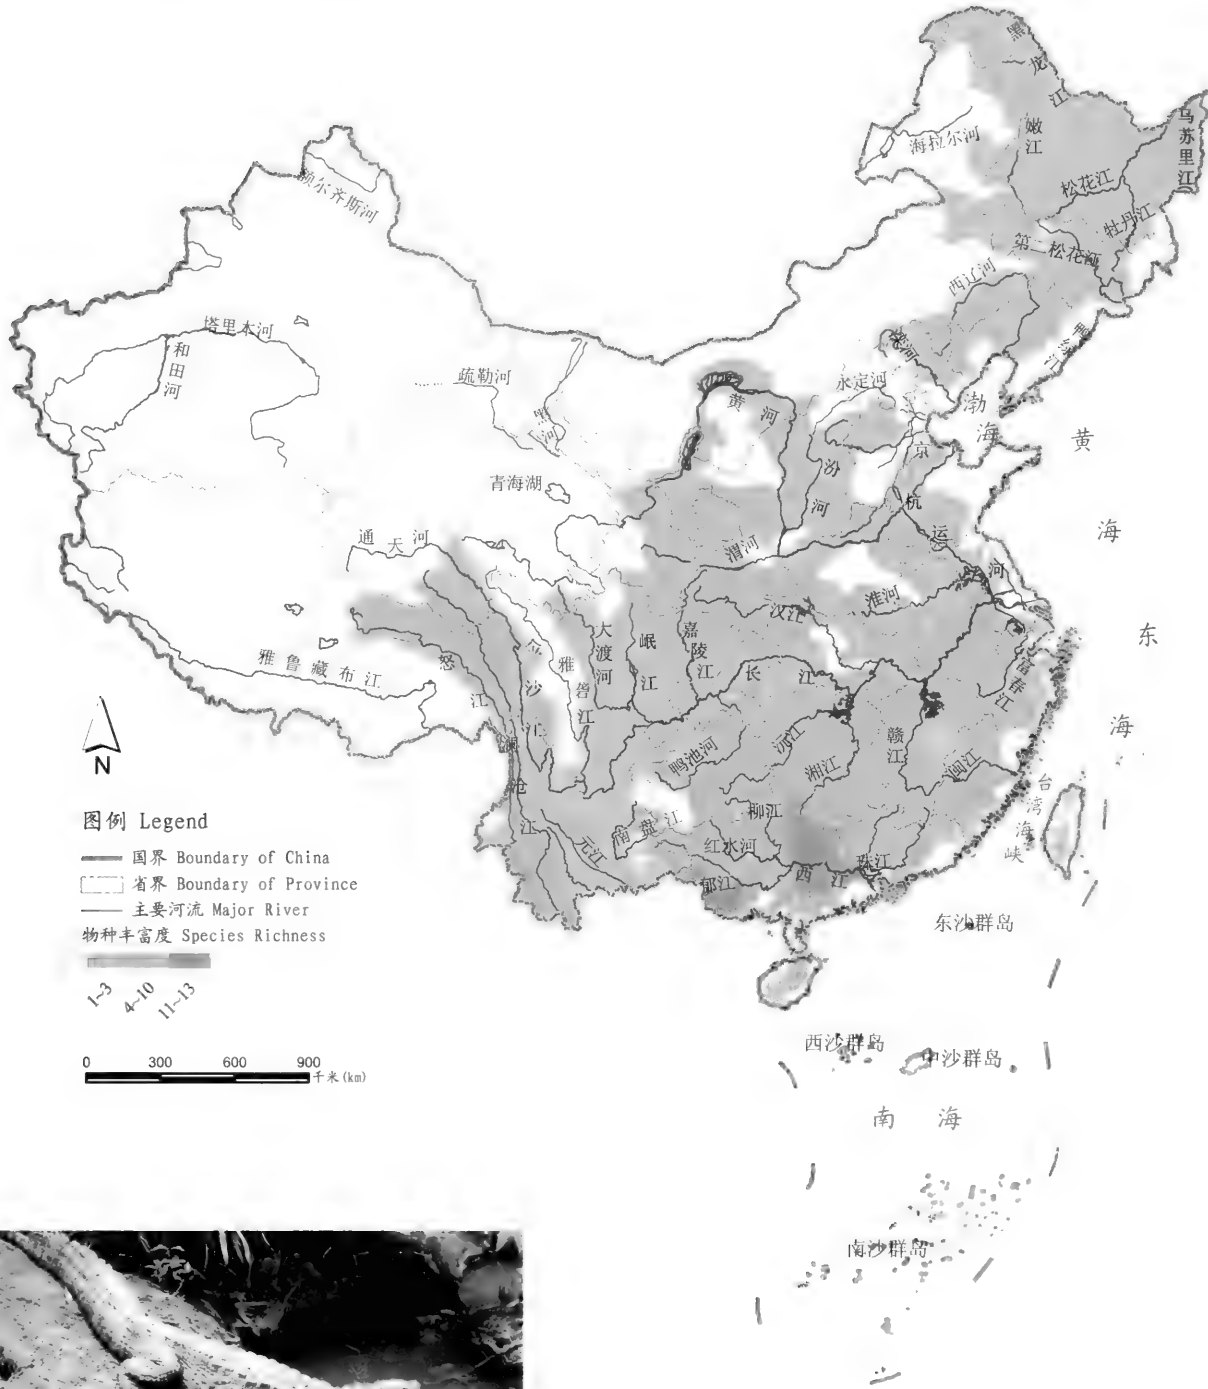 黑龙江
乌苏里江
嫩江
海拉尔河
松花江
牡丹江
第二松花江
额尔齐斯河
西辽河
塔里木河
和田河
滦河
鸭绿江
疏勒河
黑河
永定河
渤海
黄河
黄海
京杭运河
汾河
青海湖
通天河
渭河
淮河
汉江
东海
大渡河
岷江
嘉陵江
雅砻江
金沙江
雅鲁藏布江
怒江
长江
富春江
澜沧江
沅江
赣江
鸭池河
湘江
闽江
台湾海峡
柳江
南盘江
元江
红水河
珠江
郁江
西江
N
图例 Legend
国界 Boundary of China
省界 Boundary of Province
主要河流 Major River
物种丰富度 Species Richness
1~3
4~10
11~13
东沙群岛
0 300 600 900
千米(km)
西沙群岛
中沙群岛
南海
南沙群岛